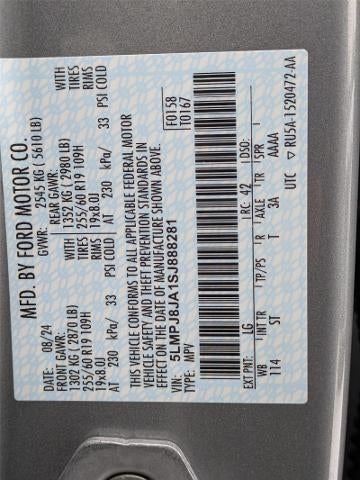 MFD. BY FORD MOTOR CO.
DATE: 08/24 GVWR: 2545 KG ( 5610 LB)
FRONT GAWR: REAR GAWR: WITH
1302 KG ( 2870 LB) 1352 KG ( 2980 LB) TIRES
255/60 R19 109H 255/60 R19 109H RIMS
19x8.0J 19x8.0J
AT 230 kPa/ 33 PSI COLD AT 230 kPa/ 33 PSI COLD
WITH
TIRES
RIMS
THIS VEHICLE CONFORMS TO ALL APPLICABLE FEDERAL MOTOR
VEHICLE SAFETY AND THEFT PREVENTION STANDARDS IN
EFFECT ON THE DATE OF MANUFACTURE SHOWN ABOVE.
VIN: 5LMPJ8JA1SJ888281
TYPE: MPV
F0158
T0167
EXT PNT: LG RC: 42 DSO:
WB INT TR TP/PS R AXLE TR SPR
114 ST T 3A AAAA
UTC ▽ RU5A-1520472-AA